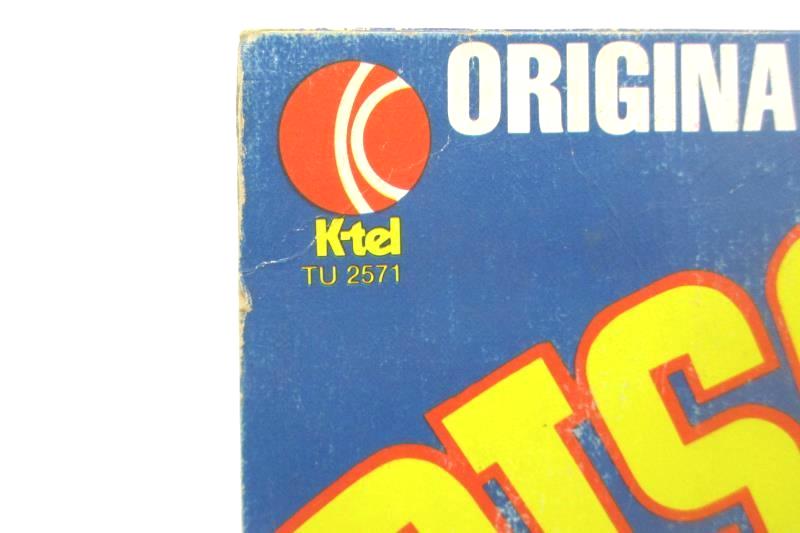 ORIGINA
K-tel
TU 2571
DISC